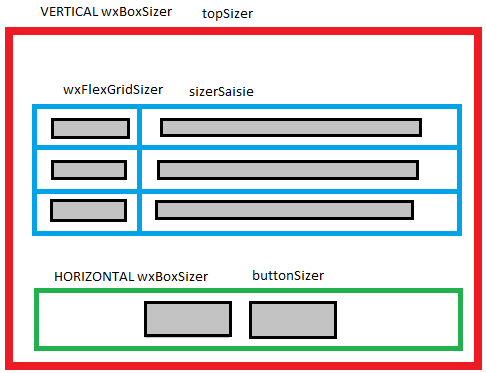 VERTICAL wxBoxSizer topSizer
wxFlexGridSizer sizerSaisie
HORIZONTAL wxBoxSizer buttonSizer